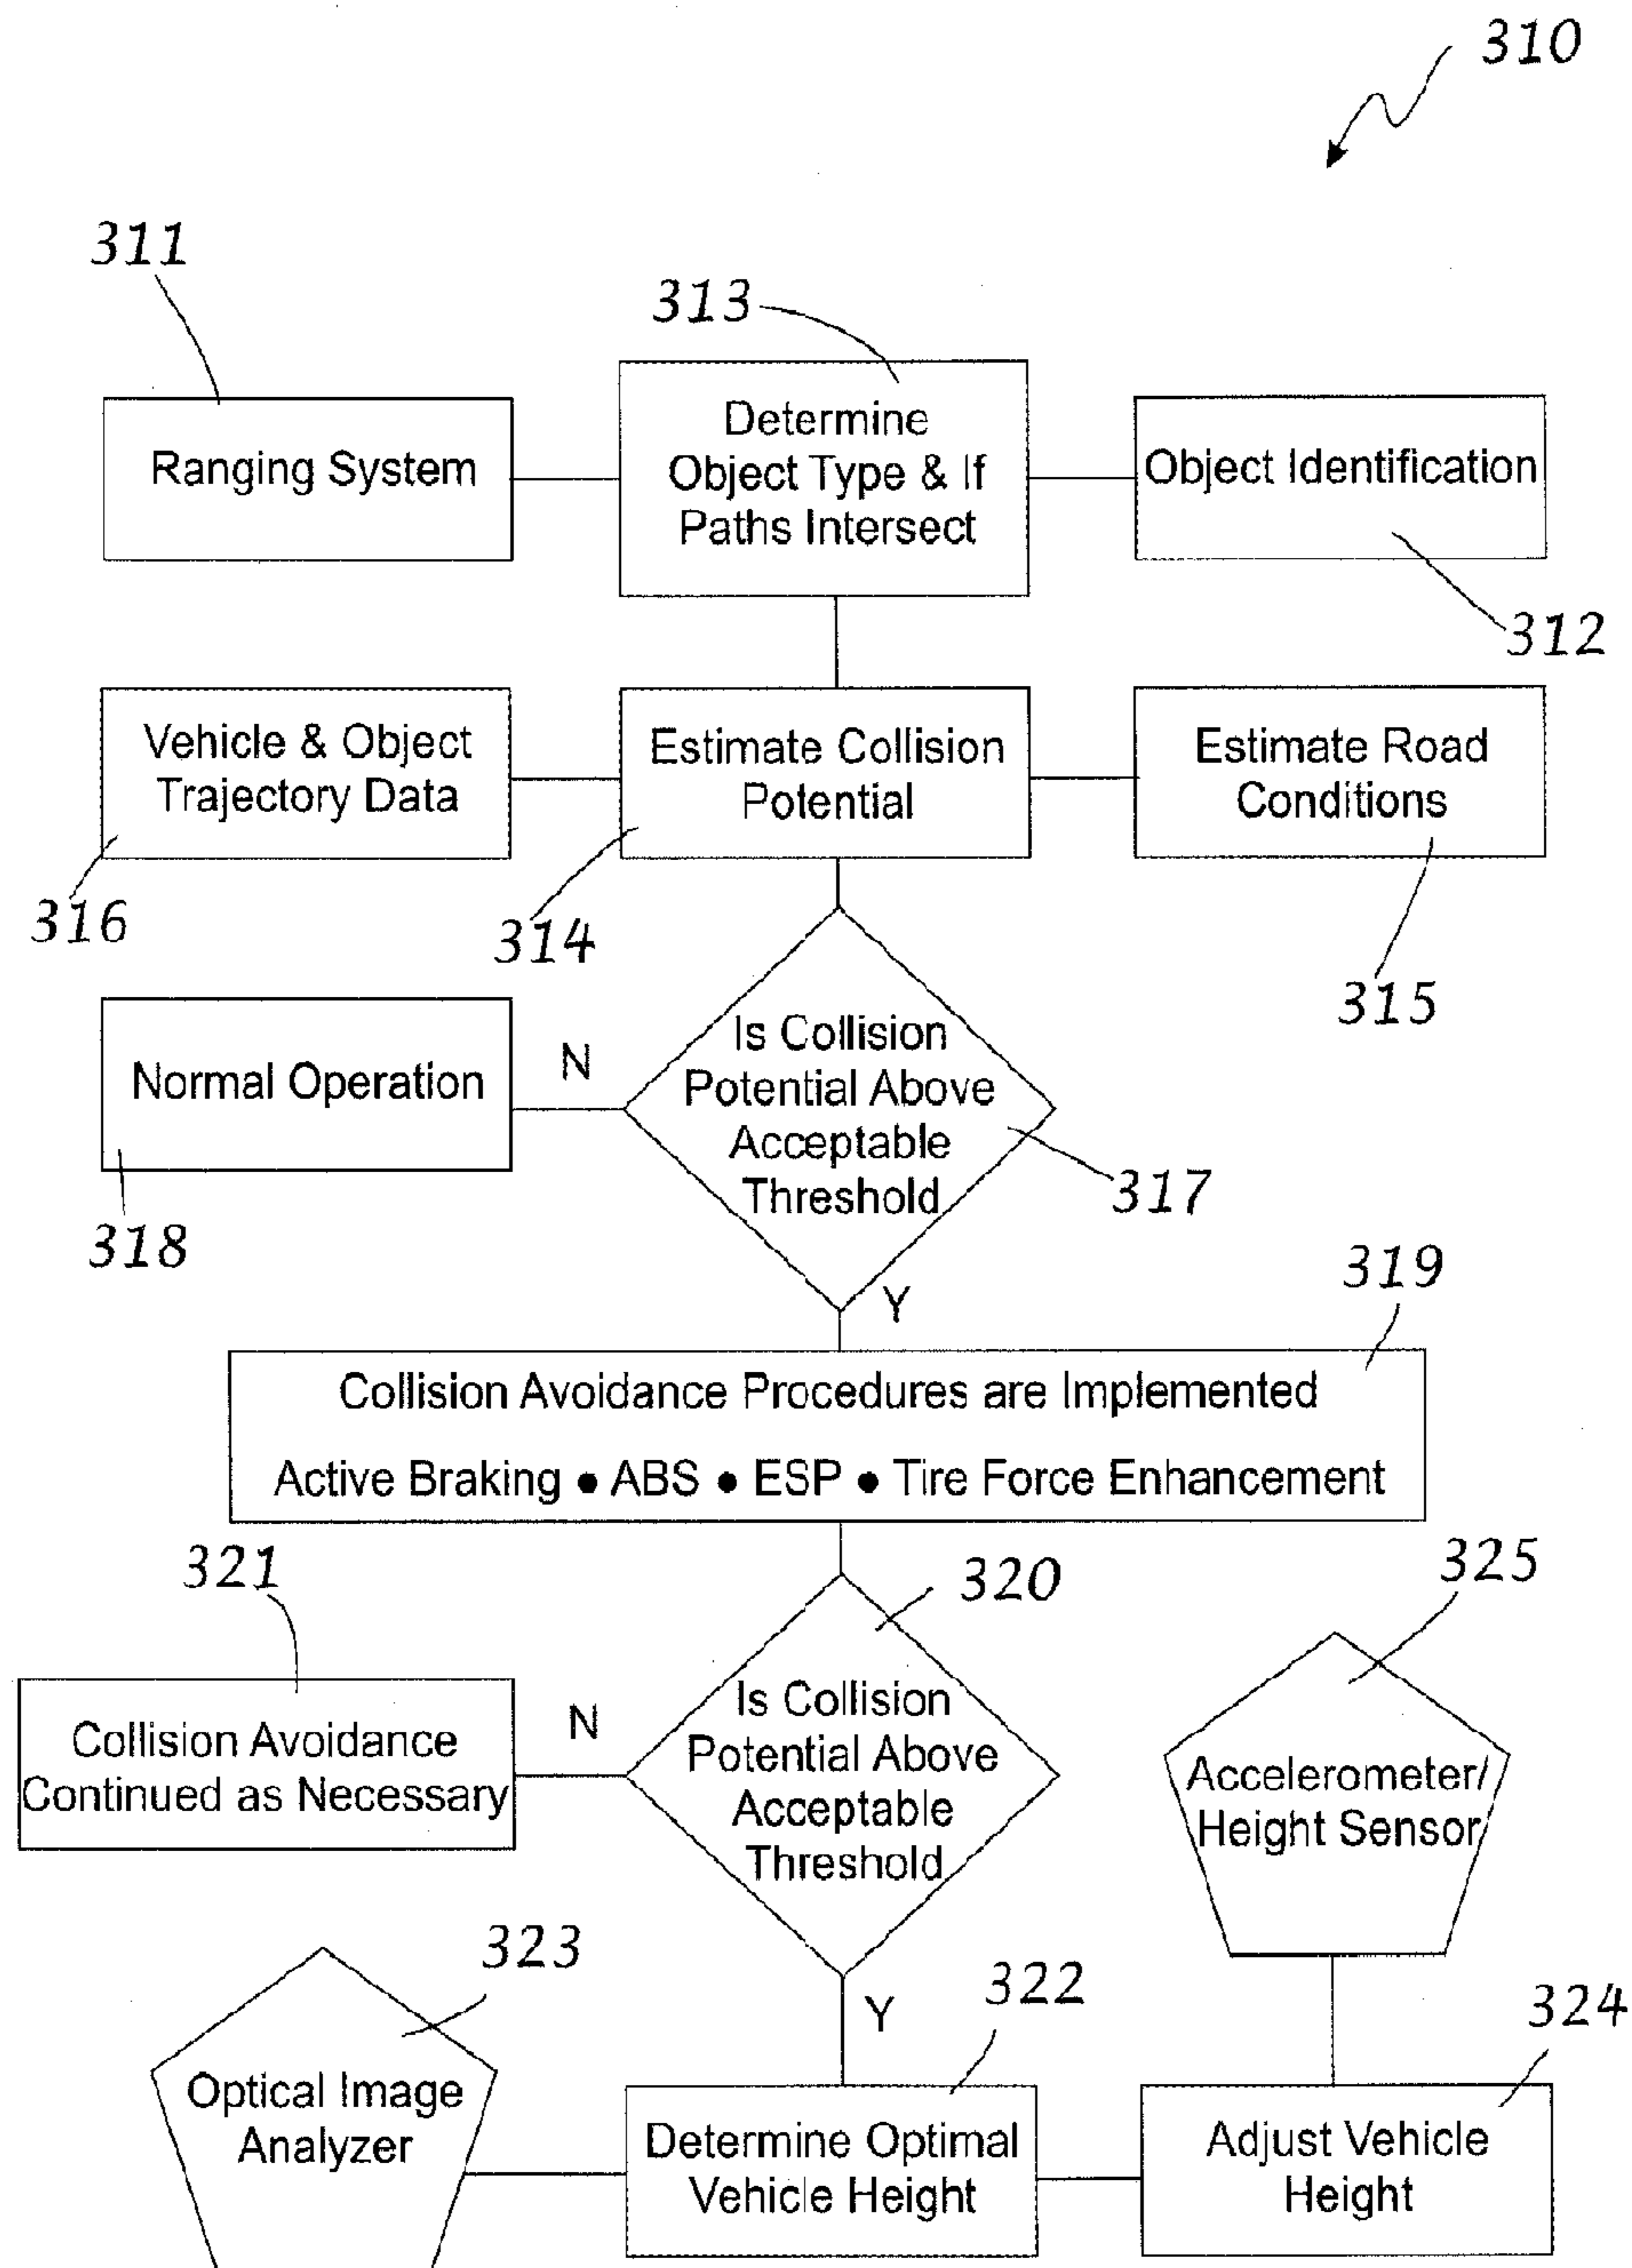 310
311
313
Ranging System
Determine
Object Type & If
Paths Intersect
Object Identification
312
Vehicle & Object
Trajectory Data
Estimate Collision
Potential
Estimate Road
Conditions
316
314
315
Normal Operation
N
Is Collision
Potential Above
Acceptable
Threshold
317
318
Y
319
Collision Avoidance Procedures are Implemented
Active Braking ● ABS ● ESP ● Tire Force Enhancement
321
320
325
Collision Avoidance
Continued as Necessary
N
Is Collision
Potential Above
Acceptable
Threshold
Accelerometer/
Height Sensor
323
Y
322
324
Optical Image
Analyzer
Determine Optimal
Vehicle Height
Adjust Vehicle
Height